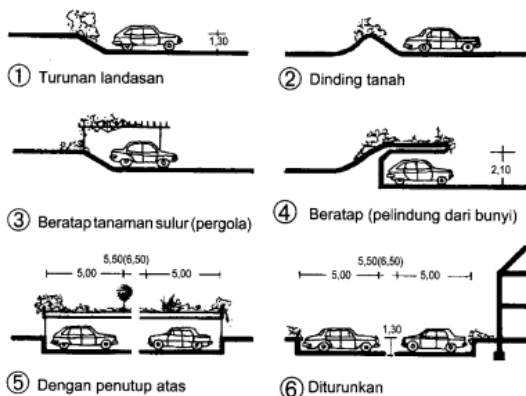 1,30
① Turunan landasan
② Dinding tanah
③ Beratap tanaman sulur (pergola)
2,10
④ Beratap (pelindung dari bunyi)
5,50(6,50)
5,00 5,00
⑤ Dengan penutup atas
5,50(6,50)
5,00 5,00
1,30
⑥ Diturunkan